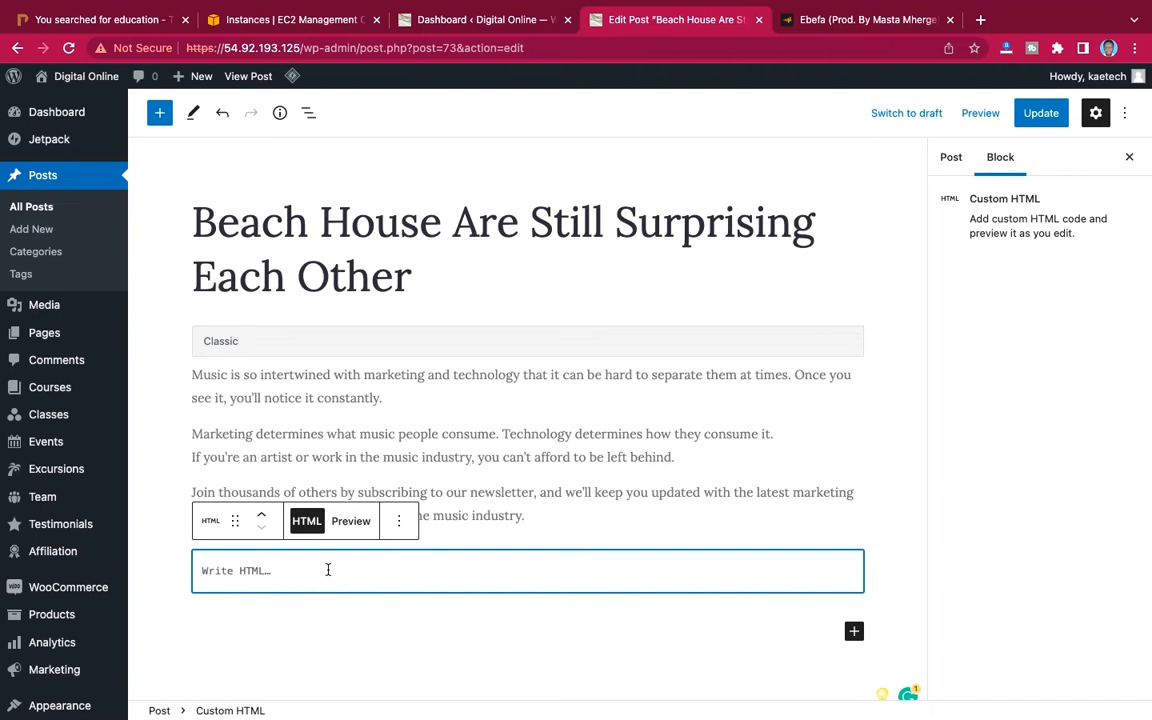 You searched for education - T
Instances | EC2 Management C
Dashboard ‹ Digital Online — W
Edit Post "Beach House Are St
Ebefa (Prod. By Masta Mherge
Not Secure | https://54.92.193.125/wp-admin/post.php?post=73&action=edit
Digital Online 0 New View Post Howdy, kaetech
Dashboard
Jetpack
Posts
All Posts
Add New
Categories
Tags
Media
Pages
Comments
Courses
Classes
Events
Excursions
Team
Testimonials
Affiliation
WooCommerce
Products
Analytics
Marketing
Appearance
Switch to draft Preview Update
Beach House Are Still Surprising
Each Other
Classic
Music is so intertwined with marketing and technology that it can be hard to separate them at times. Once you
see it, you'll notice it constantly.
Marketing determines what music people consume. Technology determines how they consume it.
If you're an artist or work in the music industry, you can't afford to be left behind.
Join thousands of others by subscribing to our newsletter, and we'll keep you updated with the latest marketing
HTML HTML Preview
he music industry.
Write HTML…
1
Post Block
HTML Custom HTML
Add custom HTML code and
preview it as you edit.
Post › Custom HTML